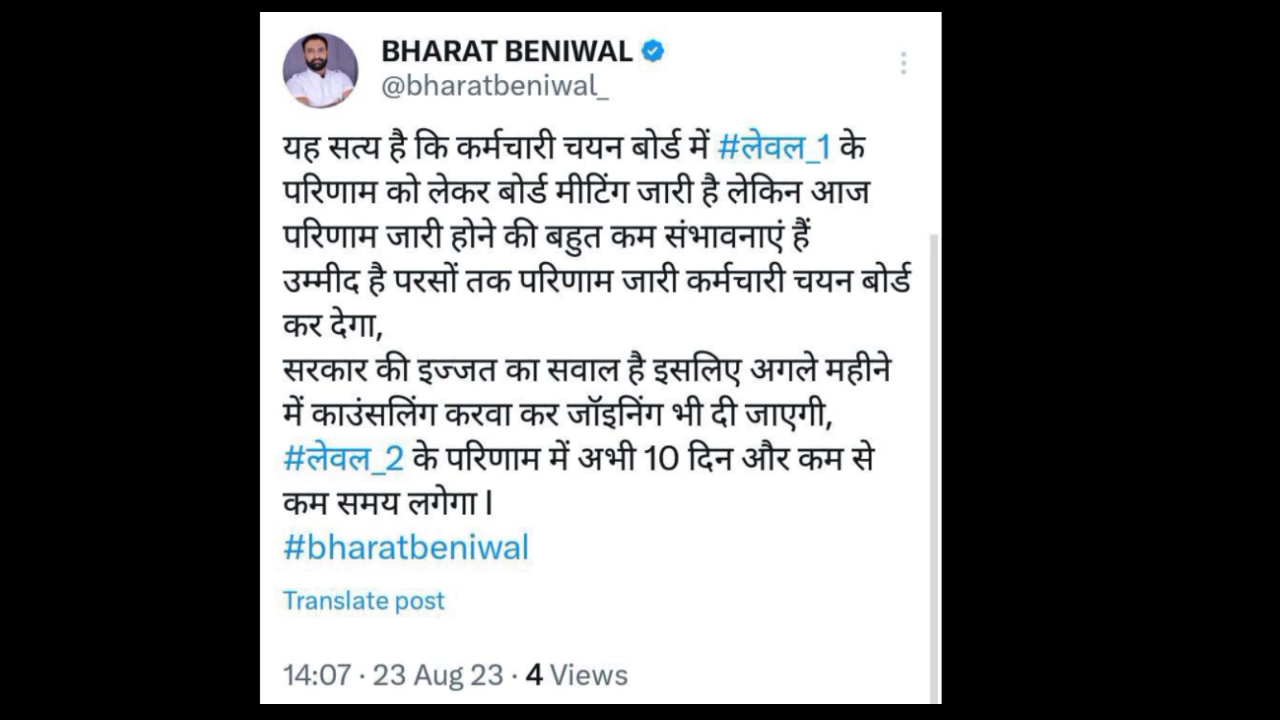 BHARAT BENIWAL
@bharatbeniwal_
यह सत्य है कि कर्मचारी चयन बोर्ड में #लेवल_1 के
परिणाम को लेकर बोर्ड मीटिंग जारी है लेकिन आज
परिणाम जारी होने की बहुत कम संभावनाएं हैं
उम्मीद है परसों तक परिणाम जारी कर्मचारी चयन बोर्ड
कर देगा,
सरकार की इज्जत का सवाल है इसलिए अगले महीने
में काउंसलिंग करवा कर जॉइनिंग भी दी जाएगी,
#लेवल_2 के परिणाम में अभी 10 दिन और कम से
कम समय लगेगा l
#bharatbeniwal
Translate post
14:07 · 23 Aug 23 · 4 Views